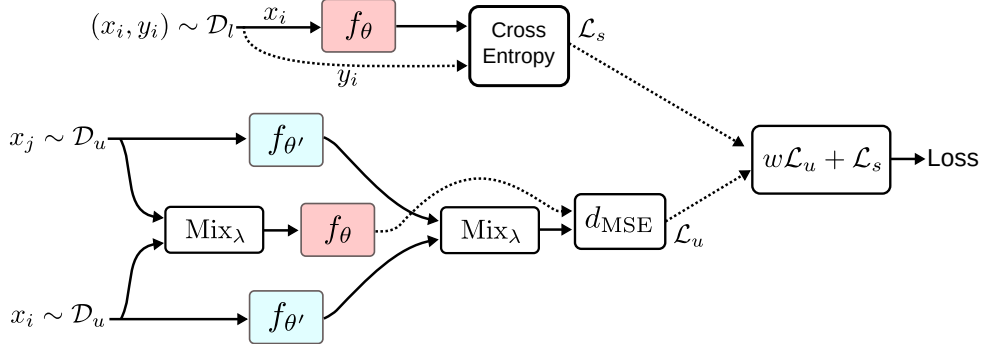 (x_i, y_i) ∼ 𝒟_l
x_i
f_θ
y_i
Cross
Entropy
ℒ_s
x_j ∼ 𝒟_u
f_θ′
Mix_λ
f_θ
Mix_λ
d_MSE
ℒ_u
wℒ_u + ℒ_s
Loss
x_i ∼ 𝒟_u
f_θ′